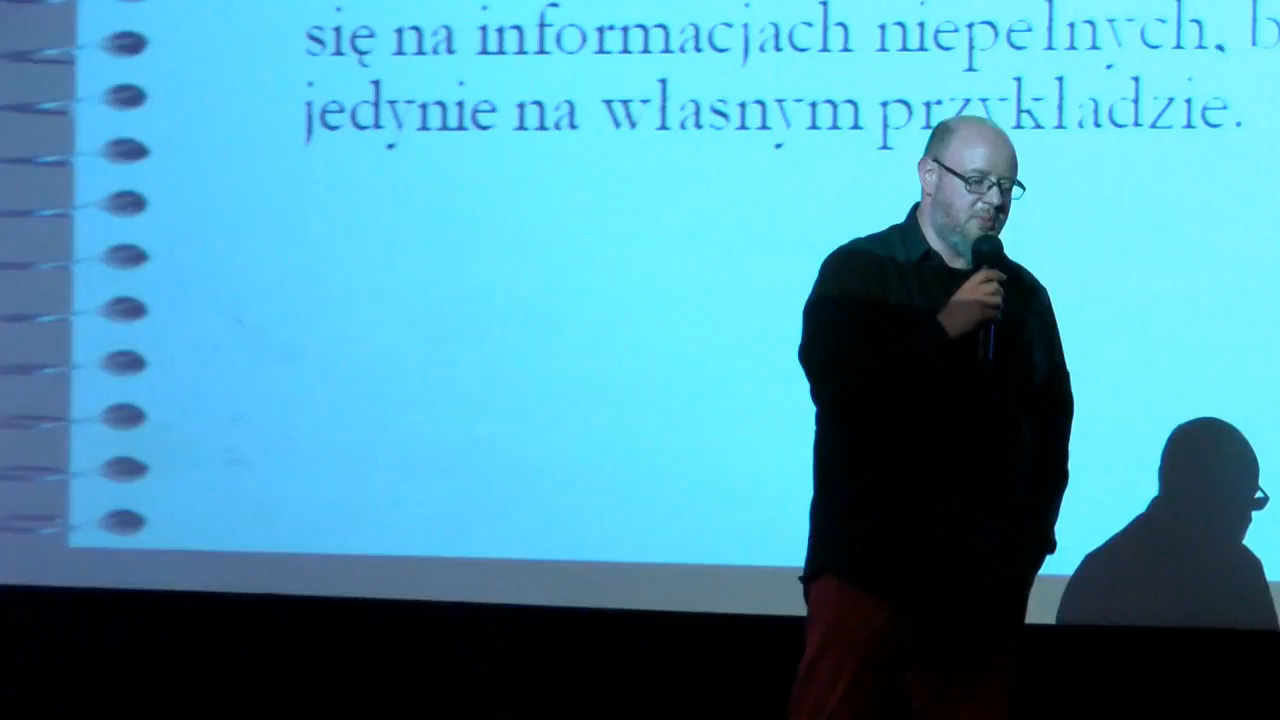 się na informacjach niepełnych, b
jedynie na własnym przykładzie.